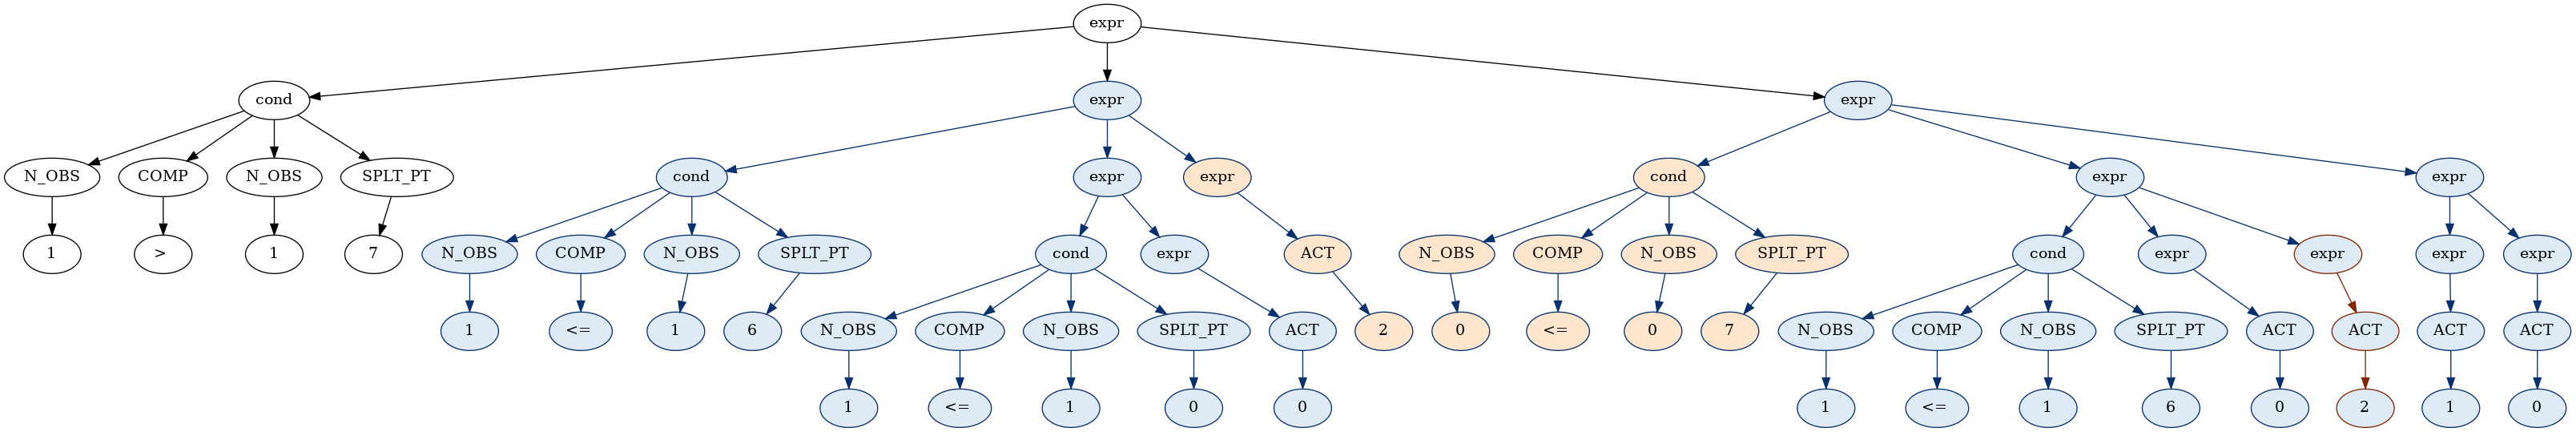 expr
cond expr expr
N_OBS COMP N_OBS SPLT_PT cond expr expr cond expr expr
1 > 1 7 N_OBS COMP N_OBS SPLT_PT cond expr ACT N_OBS COMP N_OBS SPLT_PT cond expr expr expr expr
1 <= 1 6 N_OBS COMP N_OBS SPLT_PT ACT 2 0 <= 0 7 N_OBS COMP N_OBS SPLT_PT ACT ACT ACT ACT
1 <= 1 0 0 1 <= 1 6 0 2 1 0